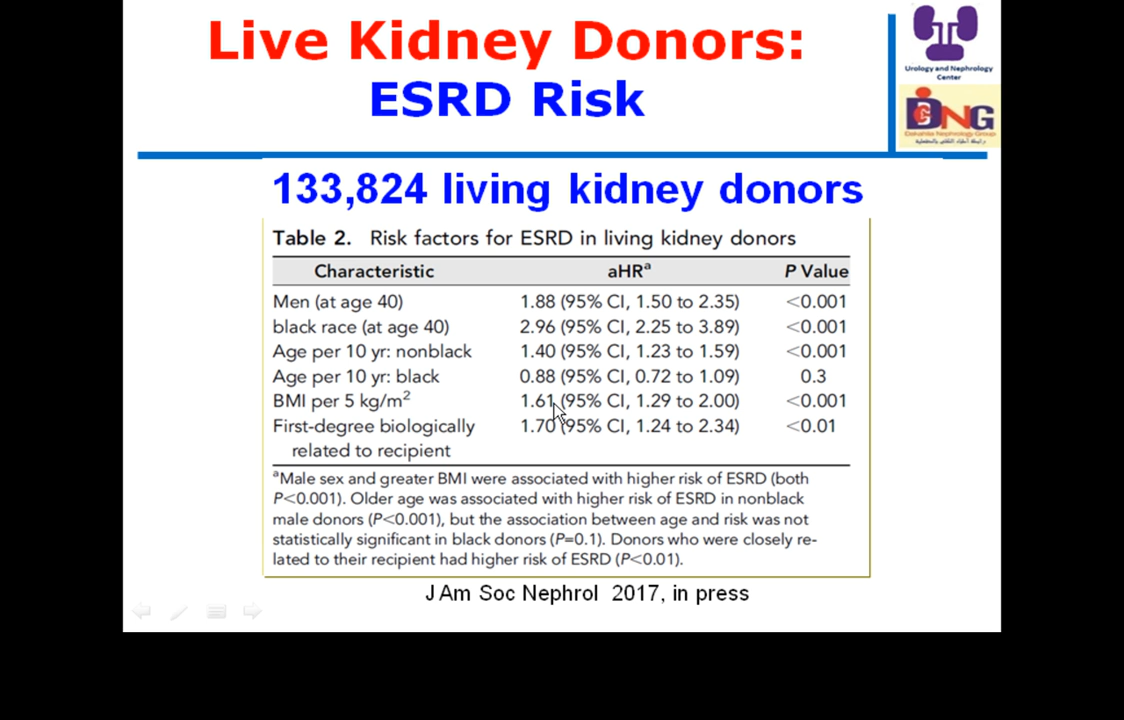 Live Kidney Donors:
ESRD Risk
Urology and Nephrology
Center
DNG
133,824 living kidney donors
Table 2. Risk factors for ESRD in living kidney donors
Characteristic aHRᵃ P Value
Men (at age 40) 1.88 (95% CI, 1.50 to 2.35) <0.001
black race (at age 40) 2.96 (95% CI, 2.25 to 3.89) <0.001
Age per 10 yr: nonblack 1.40 (95% CI, 1.23 to 1.59) <0.001
Age per 10 yr: black 0.88 (95% CI, 0.72 to 1.09) 0.3
BMI per 5 kg/m² 1.61 (95% CI, 1.29 to 2.00) <0.001
First-degree biologically 1.70 (95% CI, 1.24 to 2.34) <0.01
related to recipient
ᵃMale sex and greater BMI were associated with higher risk of ESRD (both
P<0.001). Older age was associated with higher risk of ESRD in nonblack
male donors (P<0.001), but the association between age and risk was not
statistically significant in black donors (P=0.1). Donors who were closely re-
lated to their recipient had higher risk of ESRD (P<0.01).
J Am Soc Nephrol 2017, in press